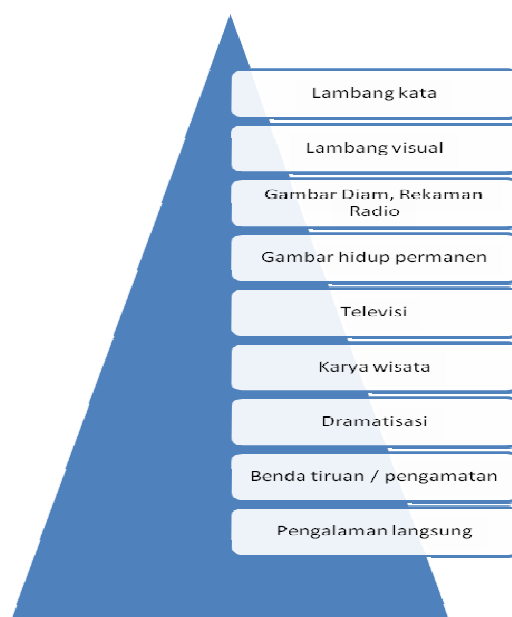 Lambang kata
Lambang visual
Gambar Diam, Rekaman
Radio
Gambar hidup permanen
Televisi
Karya wisata
Dramatisasi
Benda tiruan / pengamatan
Pengalaman langsung